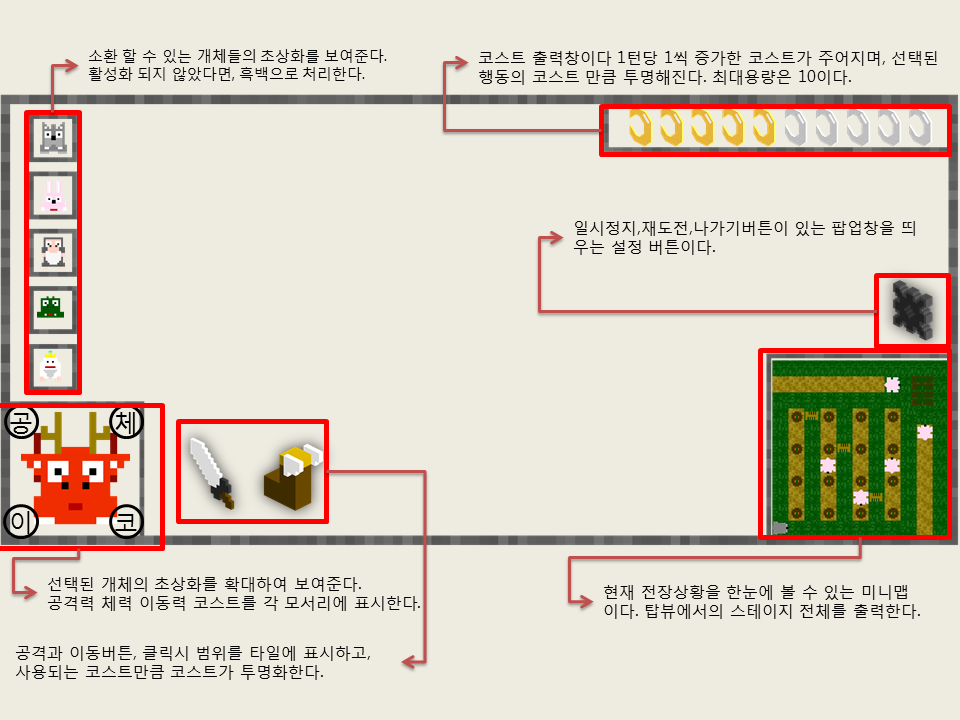 소환 할 수 있는 개체들의 초상화를 보여준다.
활성화 되지 않았다면, 흑백으로 처리한다.
코스트 출력창이다 1턴당 1씩 증가한 코스트가 주어지며, 선택된
행동의 코스트 만큼 투명해진다. 최대용량은 10이다.
일시정지,재도전,나가기버튼이 있는 팝업창을 띄
우는 설정 버튼이다.
공 체
이 코
선택된 개체의 초상화를 확대하여 보여준다.
공격력 체력 이동력 코스트를 각 모서리에 표시한다.
현재 전장상황을 한눈에 볼 수 있는 미니맵
이다. 탑뷰에서의 스테이지 전체를 출력한다.
공격과 이동버튼, 클릭시 범위를 타일에 표시하고,
사용되는 코스트만큼 코스트가 투명화한다.